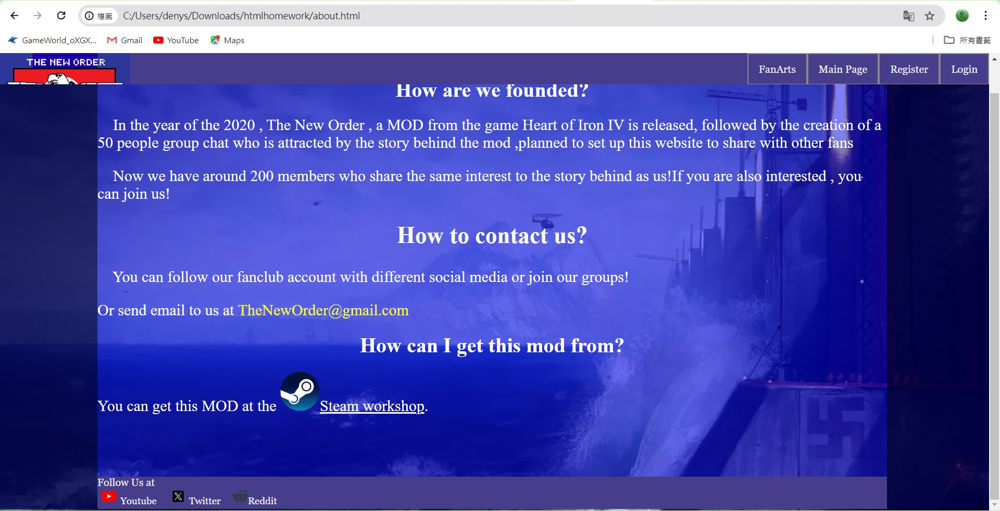 檔案 C:/Users/denys/Downloads/htmlhomework/about.html
GameWorld_oXGX... Gmail YouTube Maps 所有書籤
THE NEW ORDER
FanArts Main Page Register Login
How are we founded?
In the year of the 2020 , The New Order , a MOD from the game Heart of Iron IV is released, followed by the creation of a
50 people group chat who is attracted by the story behind the mod ,planned to set up this website to share with other fans
Now we have around 200 members who share the same interest to the story behind as us!If you are also interested , you
can join us!
How to contact us?
You can follow our fanclub account with different social media or join our groups!
Or send email to us at TheNewOrder@gmail.com
How can I get this mod from?
You can get this MOD at the Steam workshop.
Follow Us at
Youtube Twitter Reddit